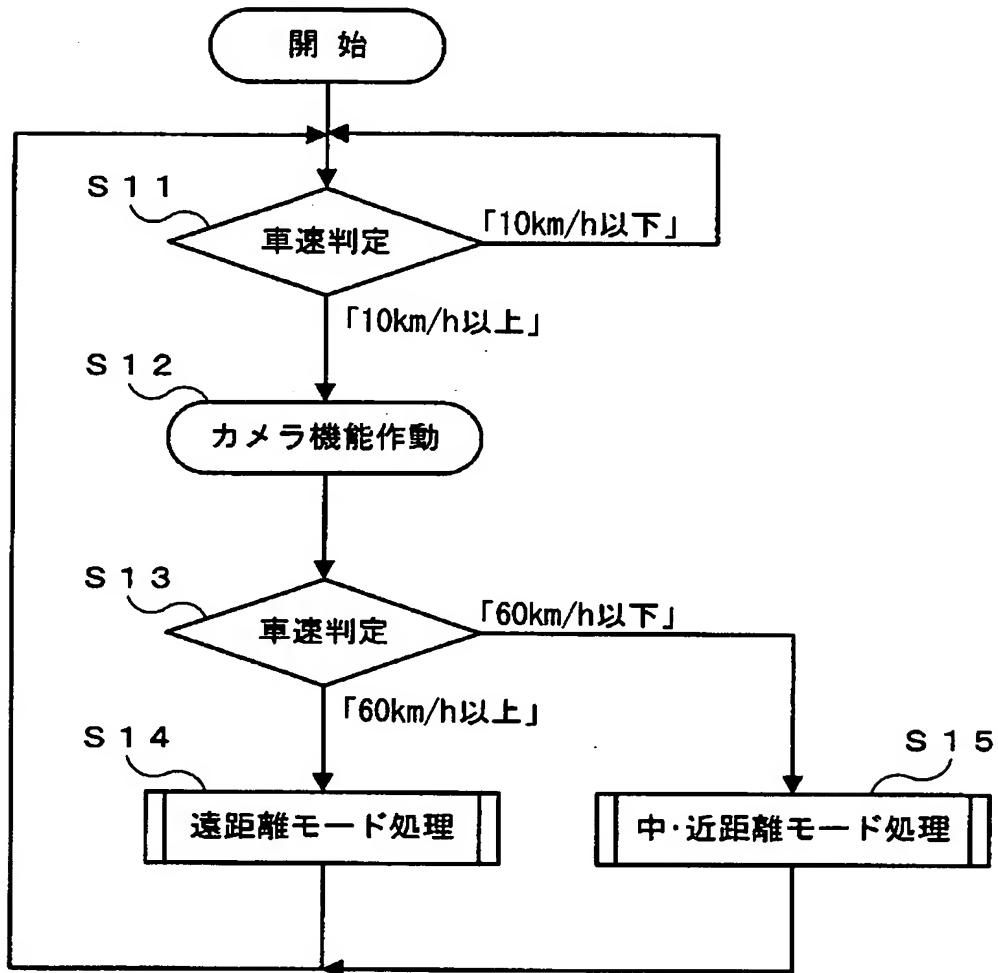 開 始
S11
車速判定
「10km/h以下」
「10km/h以上」
S12
カメラ機能作動
S13
車速判定
「60km/h以下」
「60km/h以上」
S14
遠距離モード処理
S15
中・近距離モード処理